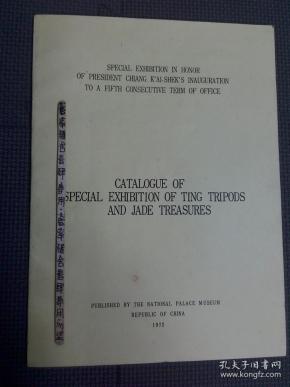 SPECIAL EXHIBITION IN HONOR
OF PRESIDENT CHIANG K'AI-SHEK'S INAUGURATION
TO A FIFTH CONSECUTIVE TERM OF OFFICE
CATALOGUE OF
SPECIAL EXHIBITION OF TING TRIPODS
AND JADE TREASURES
PUBLISHED BY THE NATIONAL PALACE MUSEUM
REPUBLIC OF CHINA
1972
孔夫子旧书网